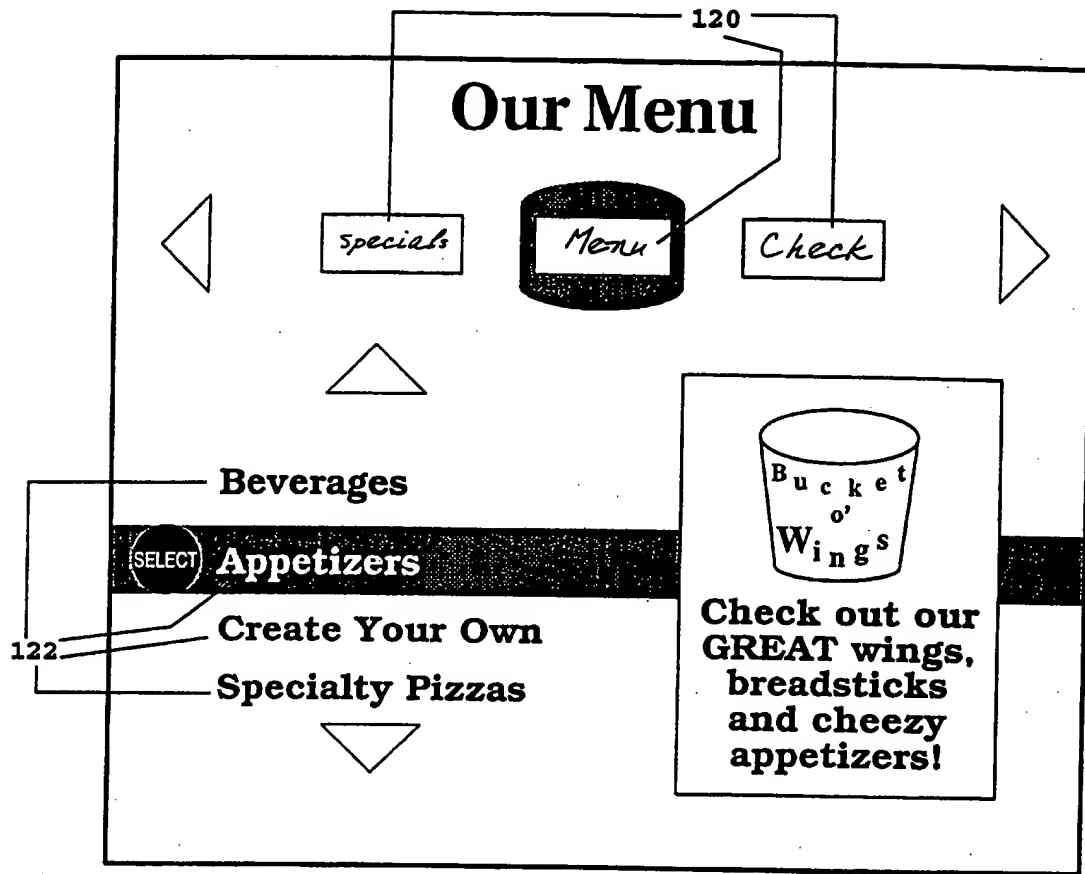 120
Our Menu
Specials
Menu
Check
Bucket
o'
Wings
Beverages
SELECT Appetizers
Create Your Own
122
Specialty Pizzas
Check out our
GREAT wings,
breadsticks
and cheezy
appetizers!